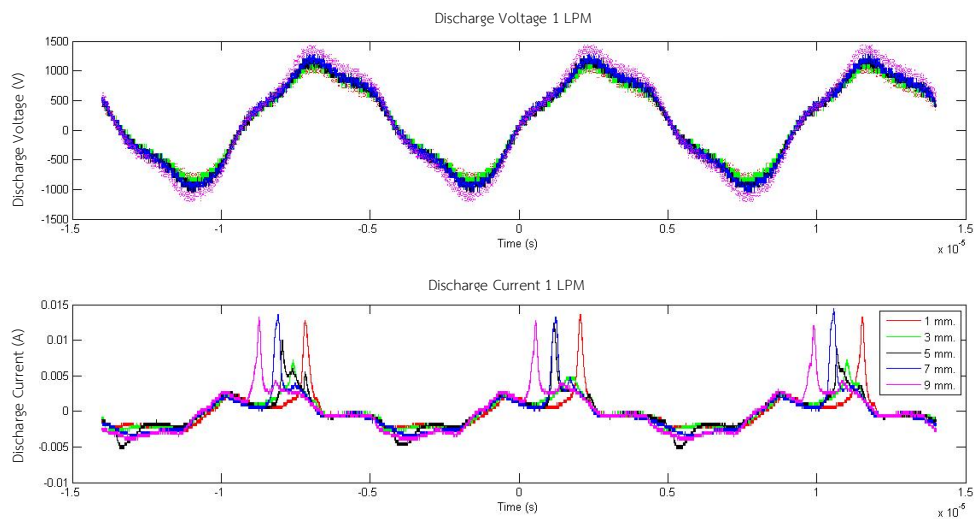 Discharge Voltage 1 LPM
Discharge Voltage (V)
1500
1000
500
0
-500
-1000
-1500
-1.5
-1
-0.5
0
0.5
1
1.5
Time (s)
x 10⁻⁵
Discharge Current 1 LPM
Discharge Current (A)
0.015
0.010
0.005
0
-0.005
-0.01
1 mm.
3 mm.
5 mm.
7 mm.
9 mm.
-1.5
-1
-0.5
0
0.5
1
1.5
Time (s)
x 10⁻⁵